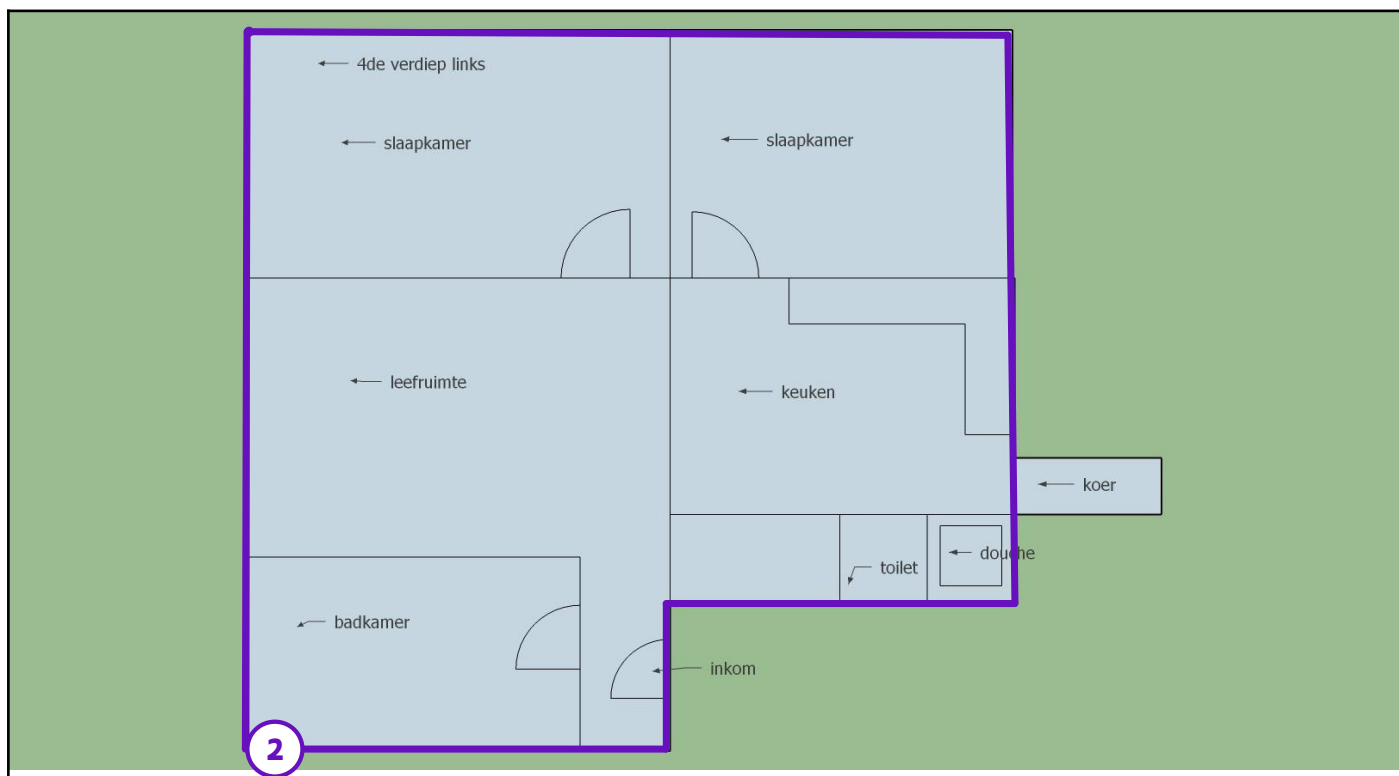 4de verdiep links
slaapkamer
slaapkamer
leefruimte
keuken
koer
douche
toilet
badkamer
inkom
2